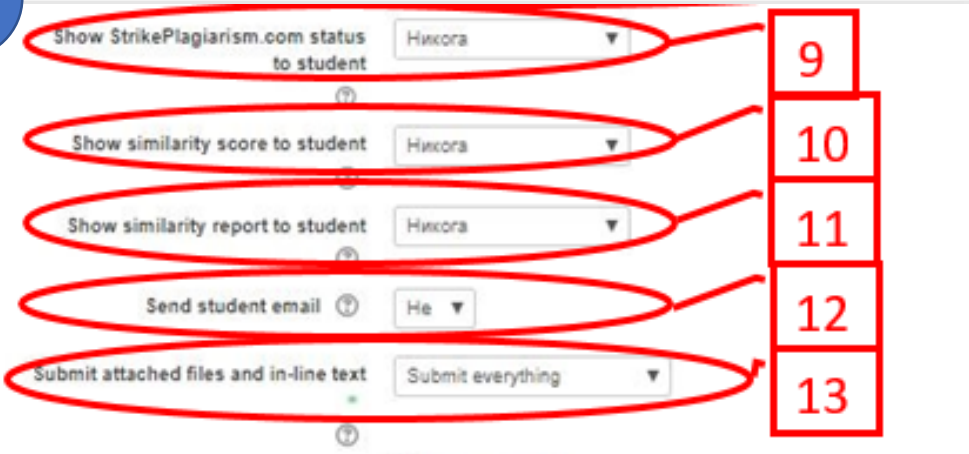 Show StrikePlagiarism.com status Никога 9
to student
Show similarity score to student Никога 10
Show similarity report to student Никога 11
Send student email Не 12
Submit attached files and in-line text Submit everything 13